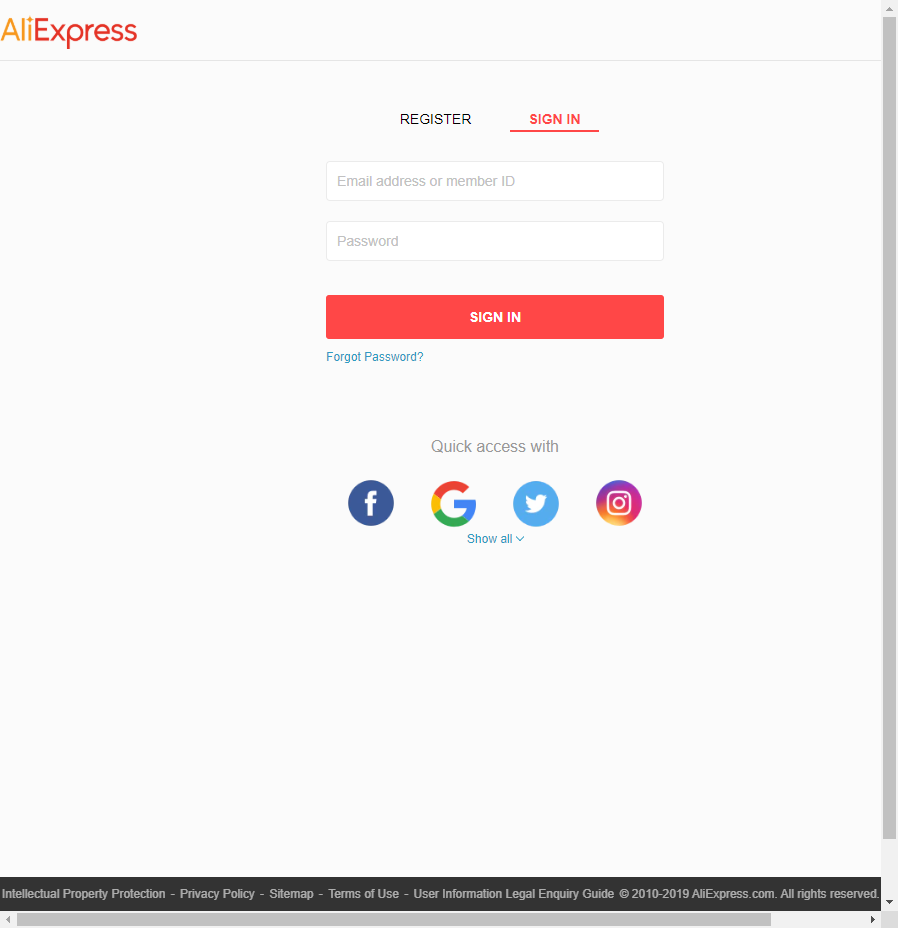 AliExpress
REGISTER SIGN IN
Email address or member ID
Password
SIGN IN
Forgot Password?
Quick access with
Show all
Intellectual Property Protection - Privacy Policy - Sitemap - Terms of Use - User Information Legal Enquiry Guide © 2010-2019 AliExpress.com. All rights reserved.